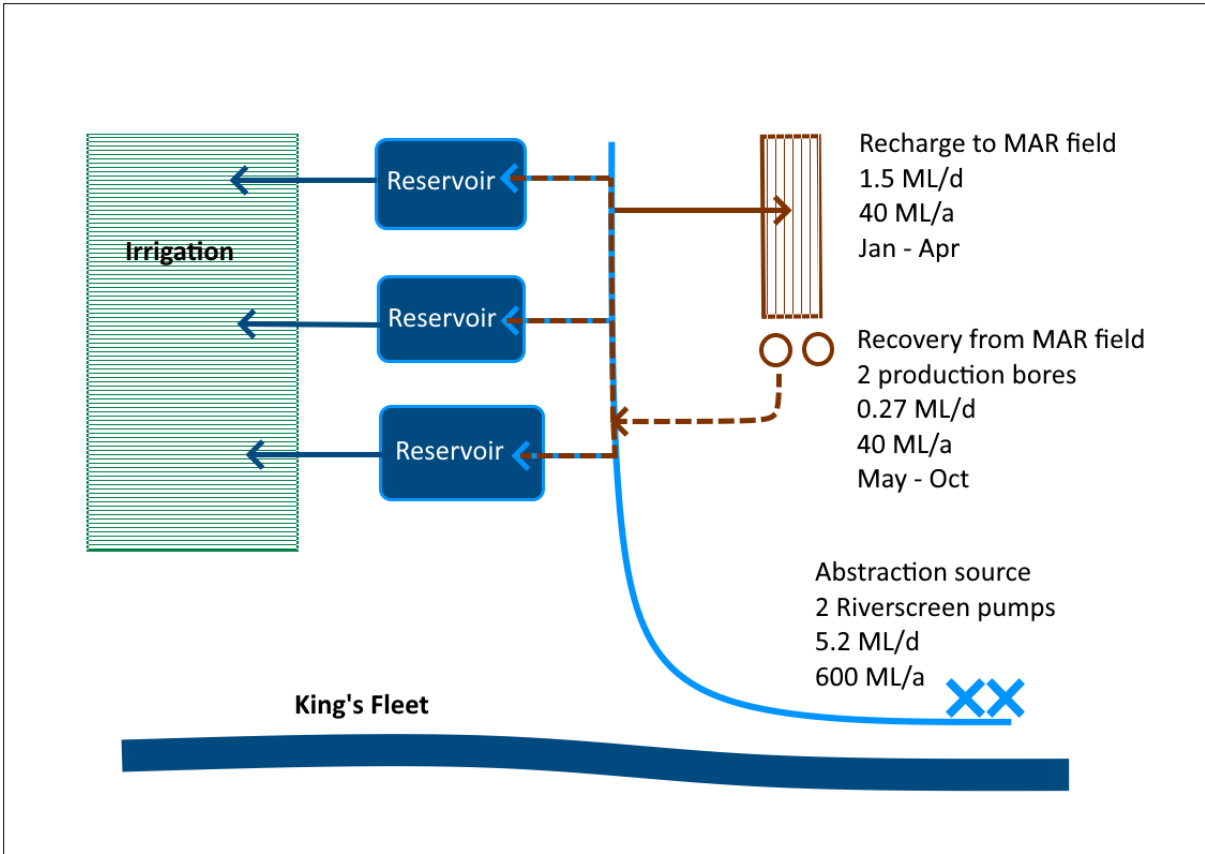 Reservoir
Irrigation
Reservoir
Reservoir
Recharge to MAR field
1.5 ML/d
40 ML/a
Jan - Apr
Recovery from MAR field
2 production bores
0.27 ML/d
40 ML/a
May - Oct
Abstraction source
2 Riverscreen pumps
5.2 ML/d
600 ML/a
King's Fleet